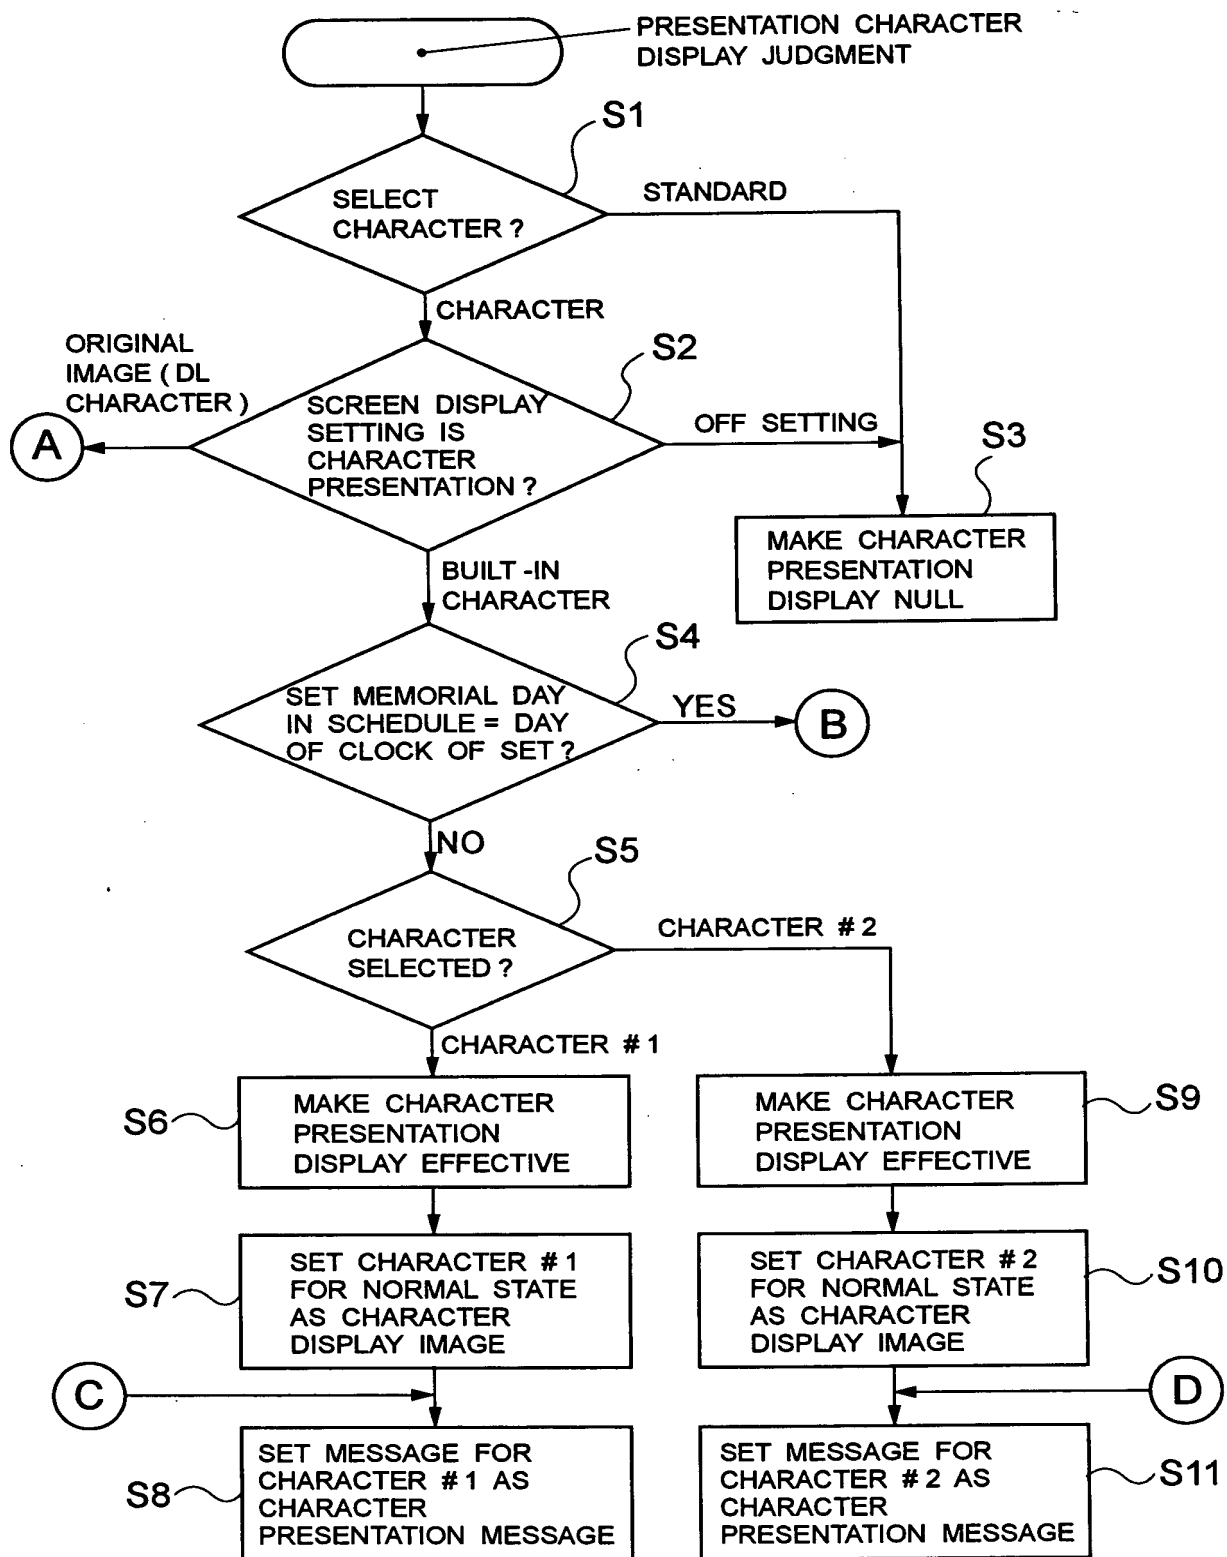 PRESENTATION CHARACTER
DISPLAY JUDGMENT
S1
SELECT
CHARACTER ?
STANDARD
CHARACTER
ORIGINAL
IMAGE ( DL
CHARACTER )
S2
SCREEN DISPLAY
SETTING IS
CHARACTER
PRESENTATION ?
OFF SETTING
A
S3
MAKE CHARACTER
PRESENTATION
DISPLAY NULL
BUILT -IN
CHARACTER
S4
SET MEMORIAL DAY
IN SCHEDULE = DAY
OF CLOCK OF SET ?
YES
B
NO
S5
CHARACTER
SELECTED ?
CHARACTER # 2
CHARACTER # 1
S6
MAKE CHARACTER
PRESENTATION
DISPLAY EFFECTIVE
MAKE CHARACTER
PRESENTATION
DISPLAY EFFECTIVE
S9
S7
SET CHARACTER # 1
FOR NORMAL STATE
AS CHARACTER
DISPLAY IMAGE
SET CHARACTER # 2
FOR NORMAL STATE
AS CHARACTER
DISPLAY IMAGE
S10
C
D
S8
SET MESSAGE FOR
CHARACTER # 1 AS
CHARACTER
PRESENTATION MESSAGE
SET MESSAGE FOR
CHARACTER # 2 AS
CHARACTER
PRESENTATION MESSAGE
S11